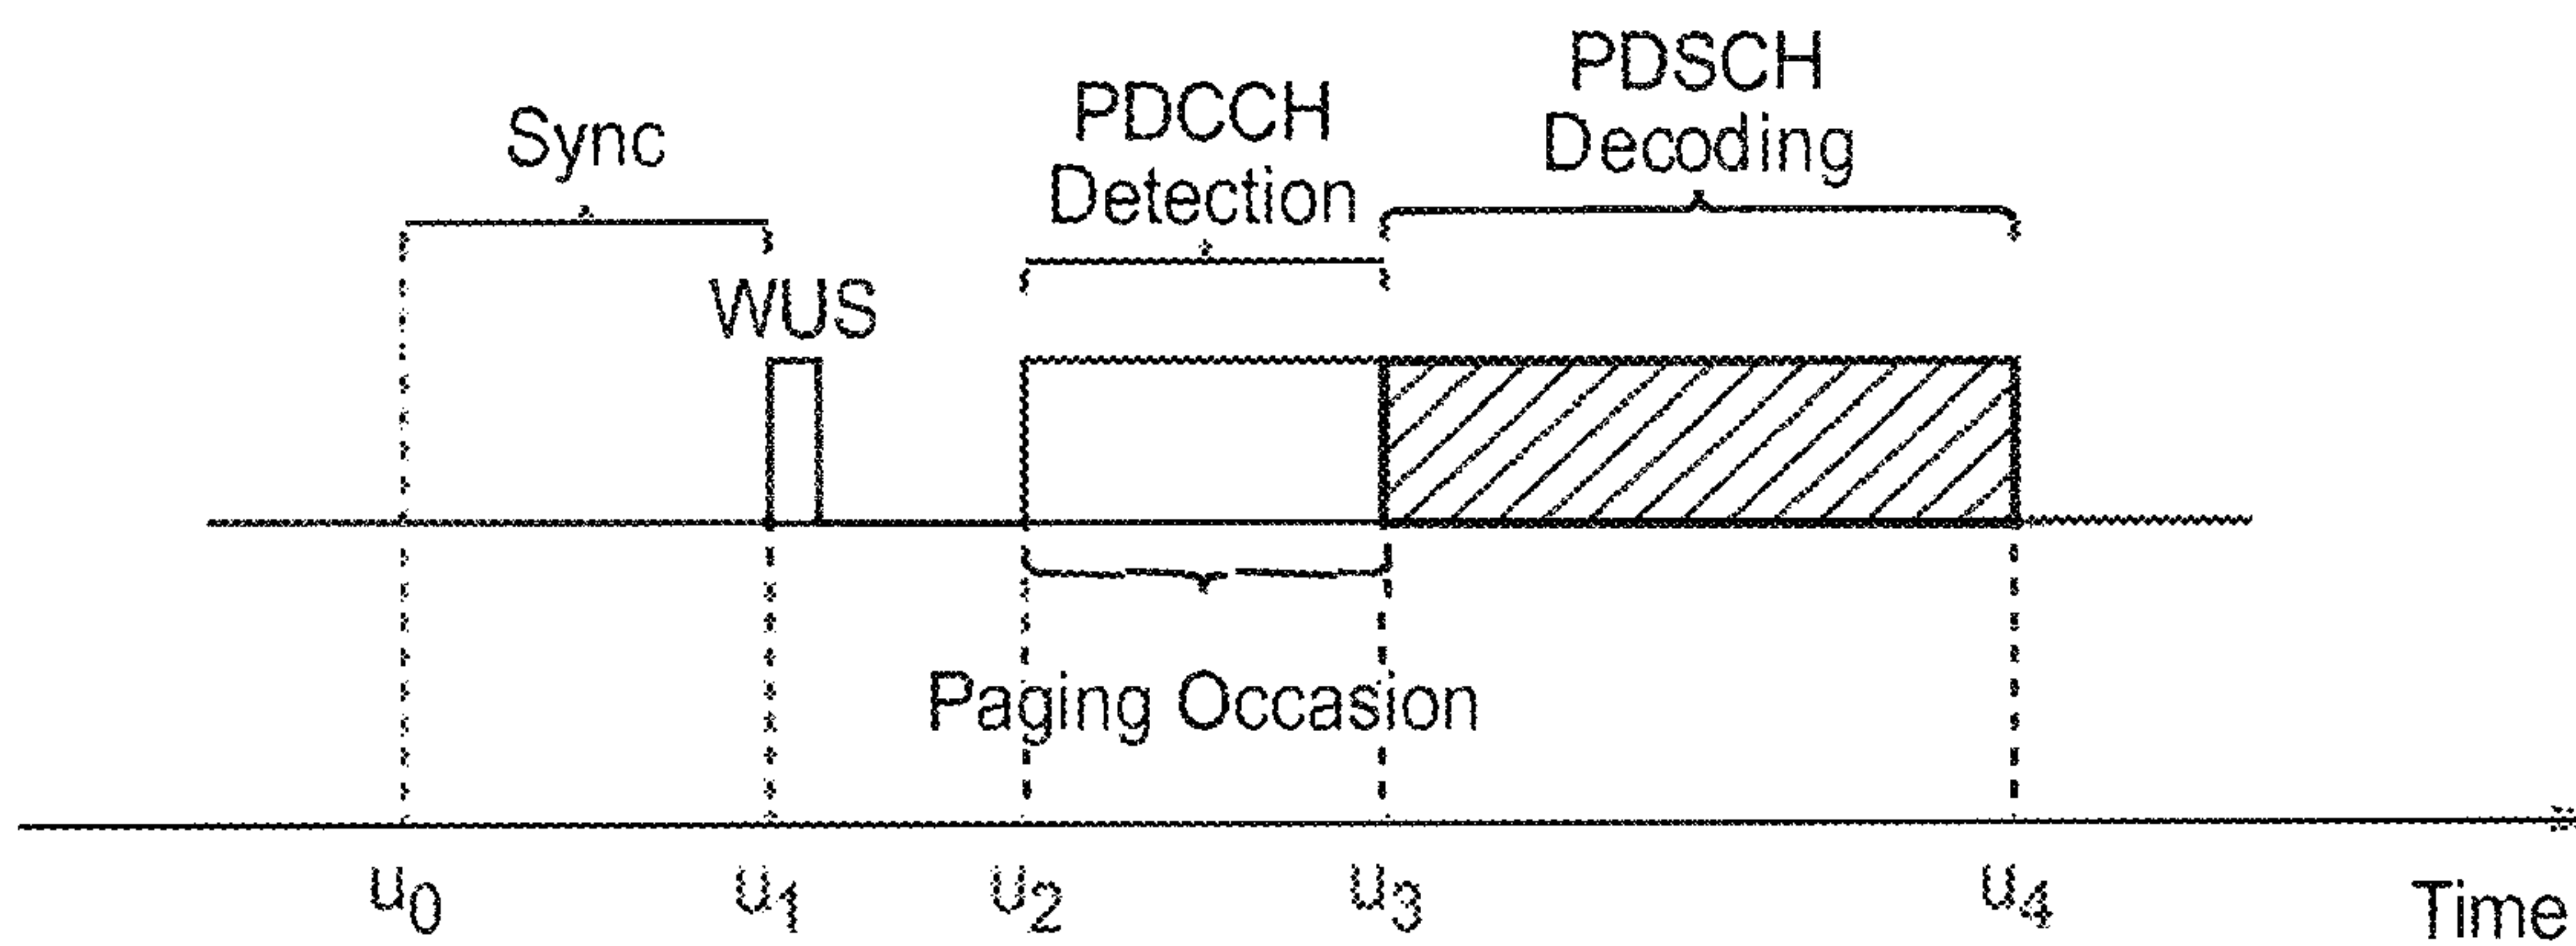 Sync
PDCCH
Detection
PDSCH
Decoding
WUS
Paging Occasion
u0
u1
u2
u3
u4
Time